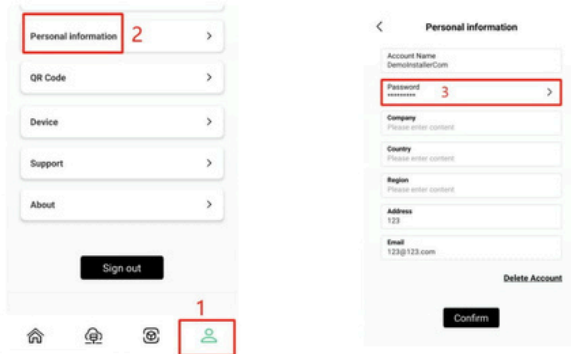 Personal information 2
QR Code
Device
Support
About
Sign out
1
Personal information
Account Name
DemoInstallerCom
Password
********* 3
Company
Please enter content
Country
Please enter content
Region
Please enter content
Address
123
Email
123@123.com
Delete Account
Confirm